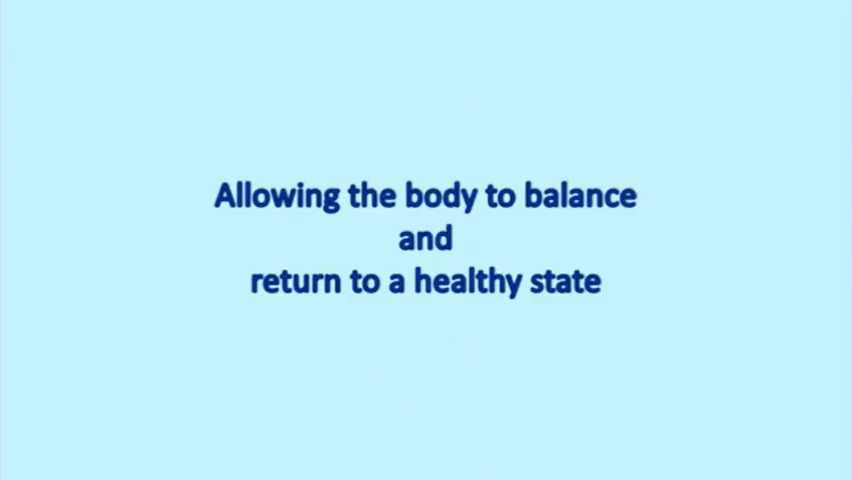 Allowing the body to balance
and
return to a healthy state